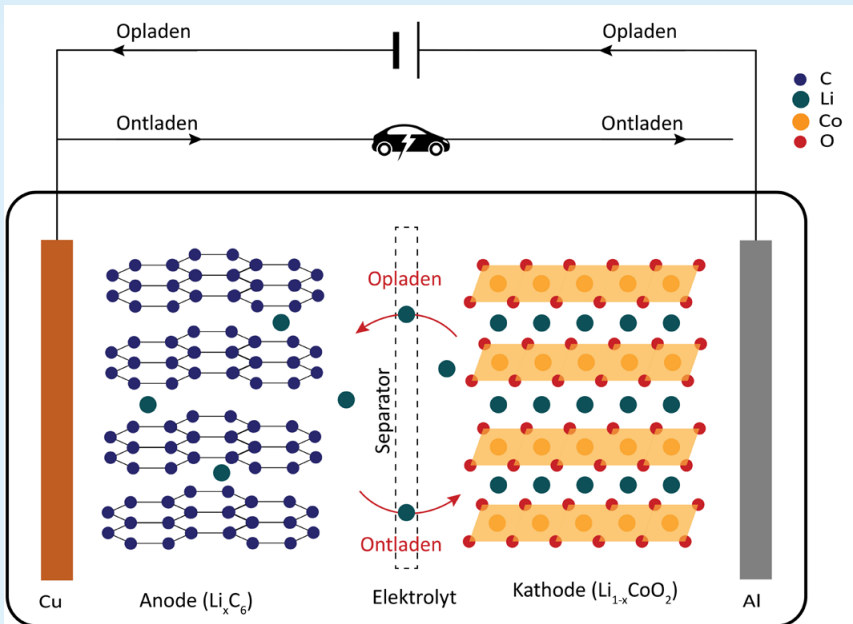 Opladen
Opladen
C
Li
Co
O
Ontladen
Ontladen
Opladen
Separator
Ontladen
Cu
Anode (LiₓC₆)
Elektrolyt
Kathode (Li₁₋ₓCoO₂)
Al